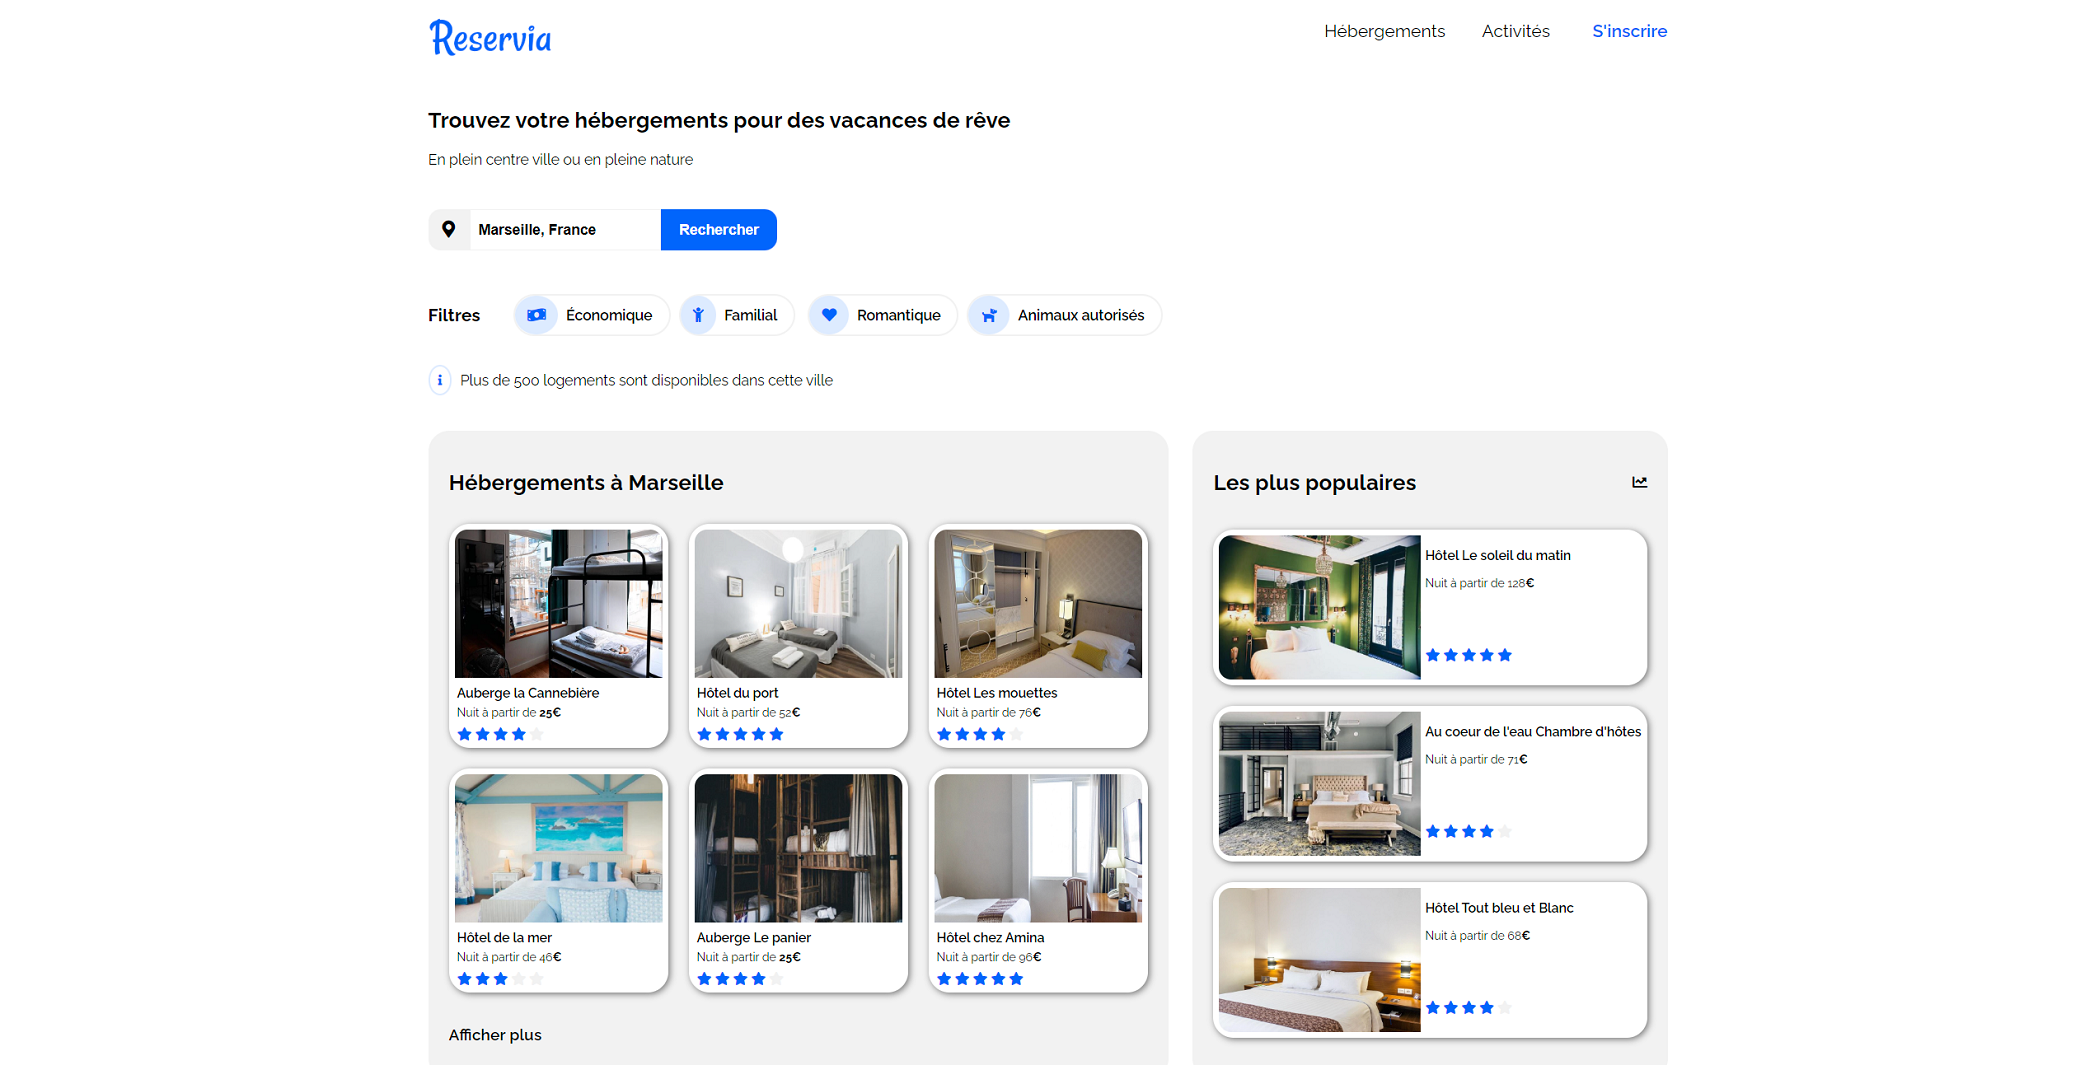 Reservia
Hébergements
Activités
S'inscrire
Trouvez votre hébergements pour des vacances de rêve
En plein centre ville ou en pleine nature
Marseille, France
Rechercher
Filtres
Économique
Familial
Romantique
Animaux autorisés
Plus de 500 logements sont disponibles dans cette ville
Hébergements à Marseille
Auberge la Cannebière
Nuit à partir de 25€
Hôtel du port
Nuit à partir de 52€
Hôtel Les mouettes
Nuit à partir de 76€
Hôtel de la mer
Nuit à partir de 46€
Auberge Le panier
Nuit à partir de 25€
Hôtel chez Amina
Nuit à partir de 96€
Afficher plus
Les plus populaires
Hôtel Le soleil du matin
Nuit à partir de 128€
Au coeur de l'eau Chambre d'hôtes
Nuit à partir de 71€
Hôtel Tout bleu et Blanc
Nuit à partir de 68€